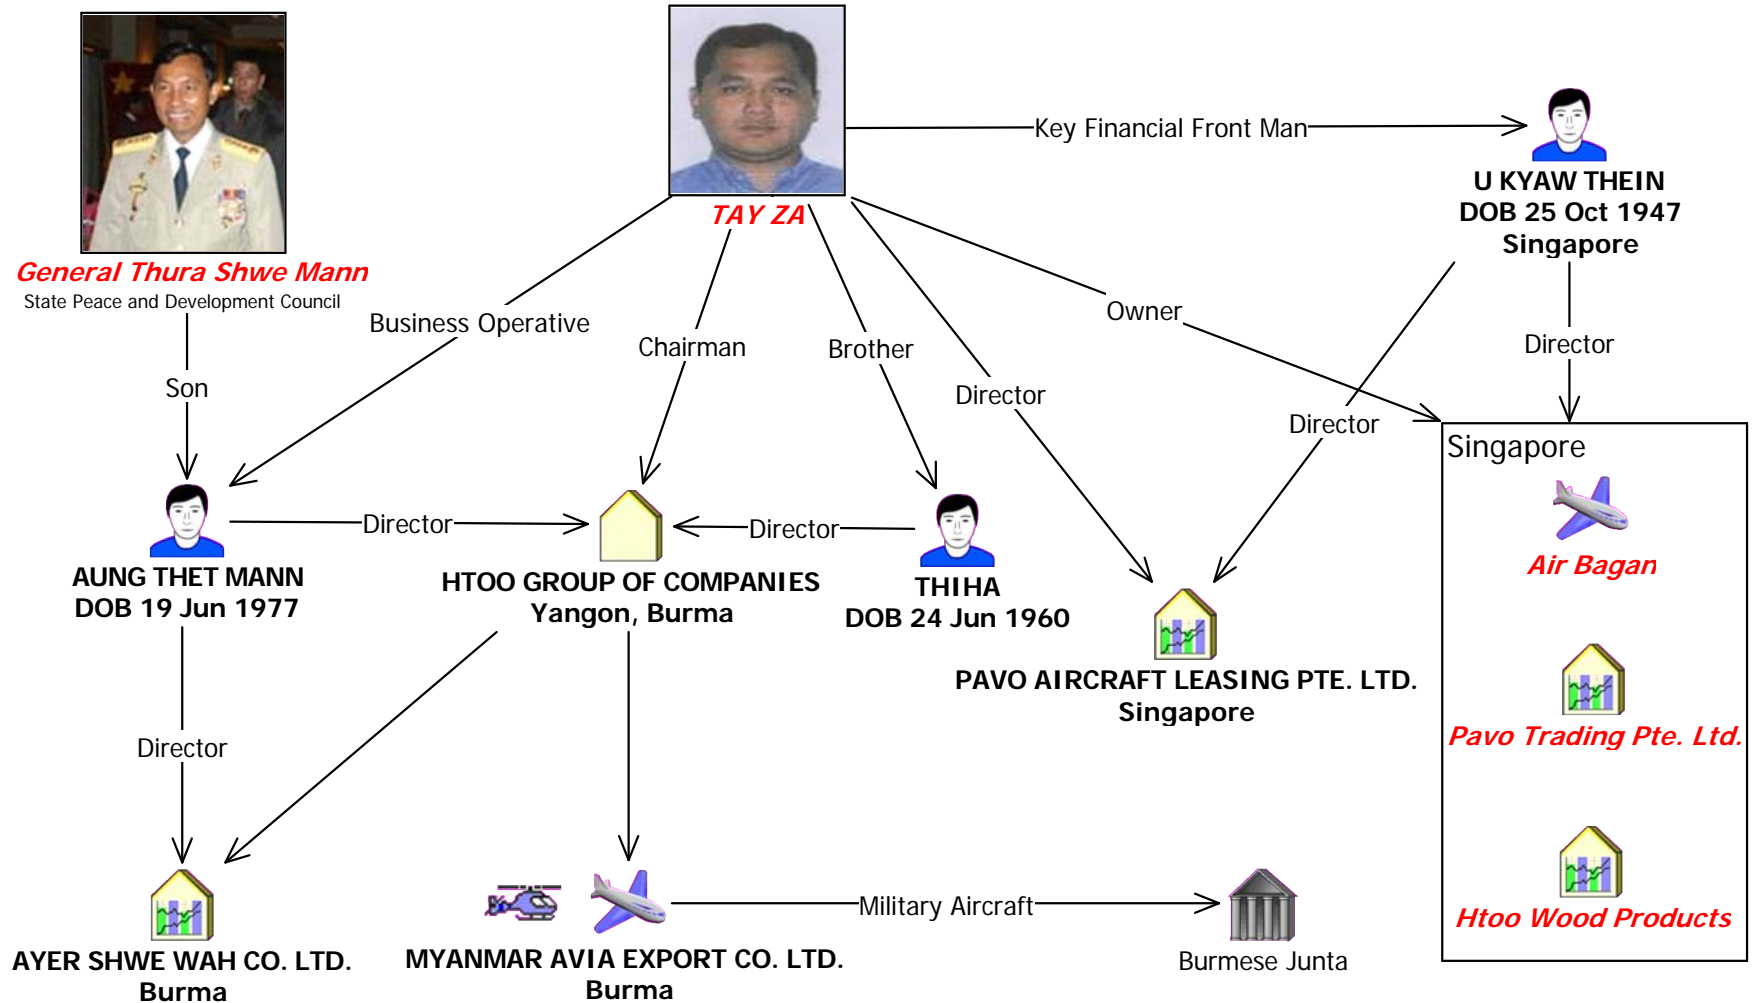 Key Financial Front Man
U KYAW THEIN
DOB 25 Oct 1947
Singapore
TAY ZA
General Thura Shwe Mann
State Peace and Development Council
Owner
Business Operative
Chairman
Brother
Director
Son
Director
Director
Singapore
Director
Director
Air Bagan
AUNG THET MANN
DOB 19 Jun 1977
HTOO GROUP OF COMPANIES
Yangon, Burma
THIHA
DOB 24 Jun 1960
PAVO AIRCRAFT LEASING PTE. LTD.
Singapore
Pavo Trading Pte. Ltd.
Director
Military Aircraft
Htoo Wood Products
AYER SHWE WAH CO. LTD.
Burma
MYANMAR AVIA EXPORT CO. LTD.
Burma
Burmese Junta